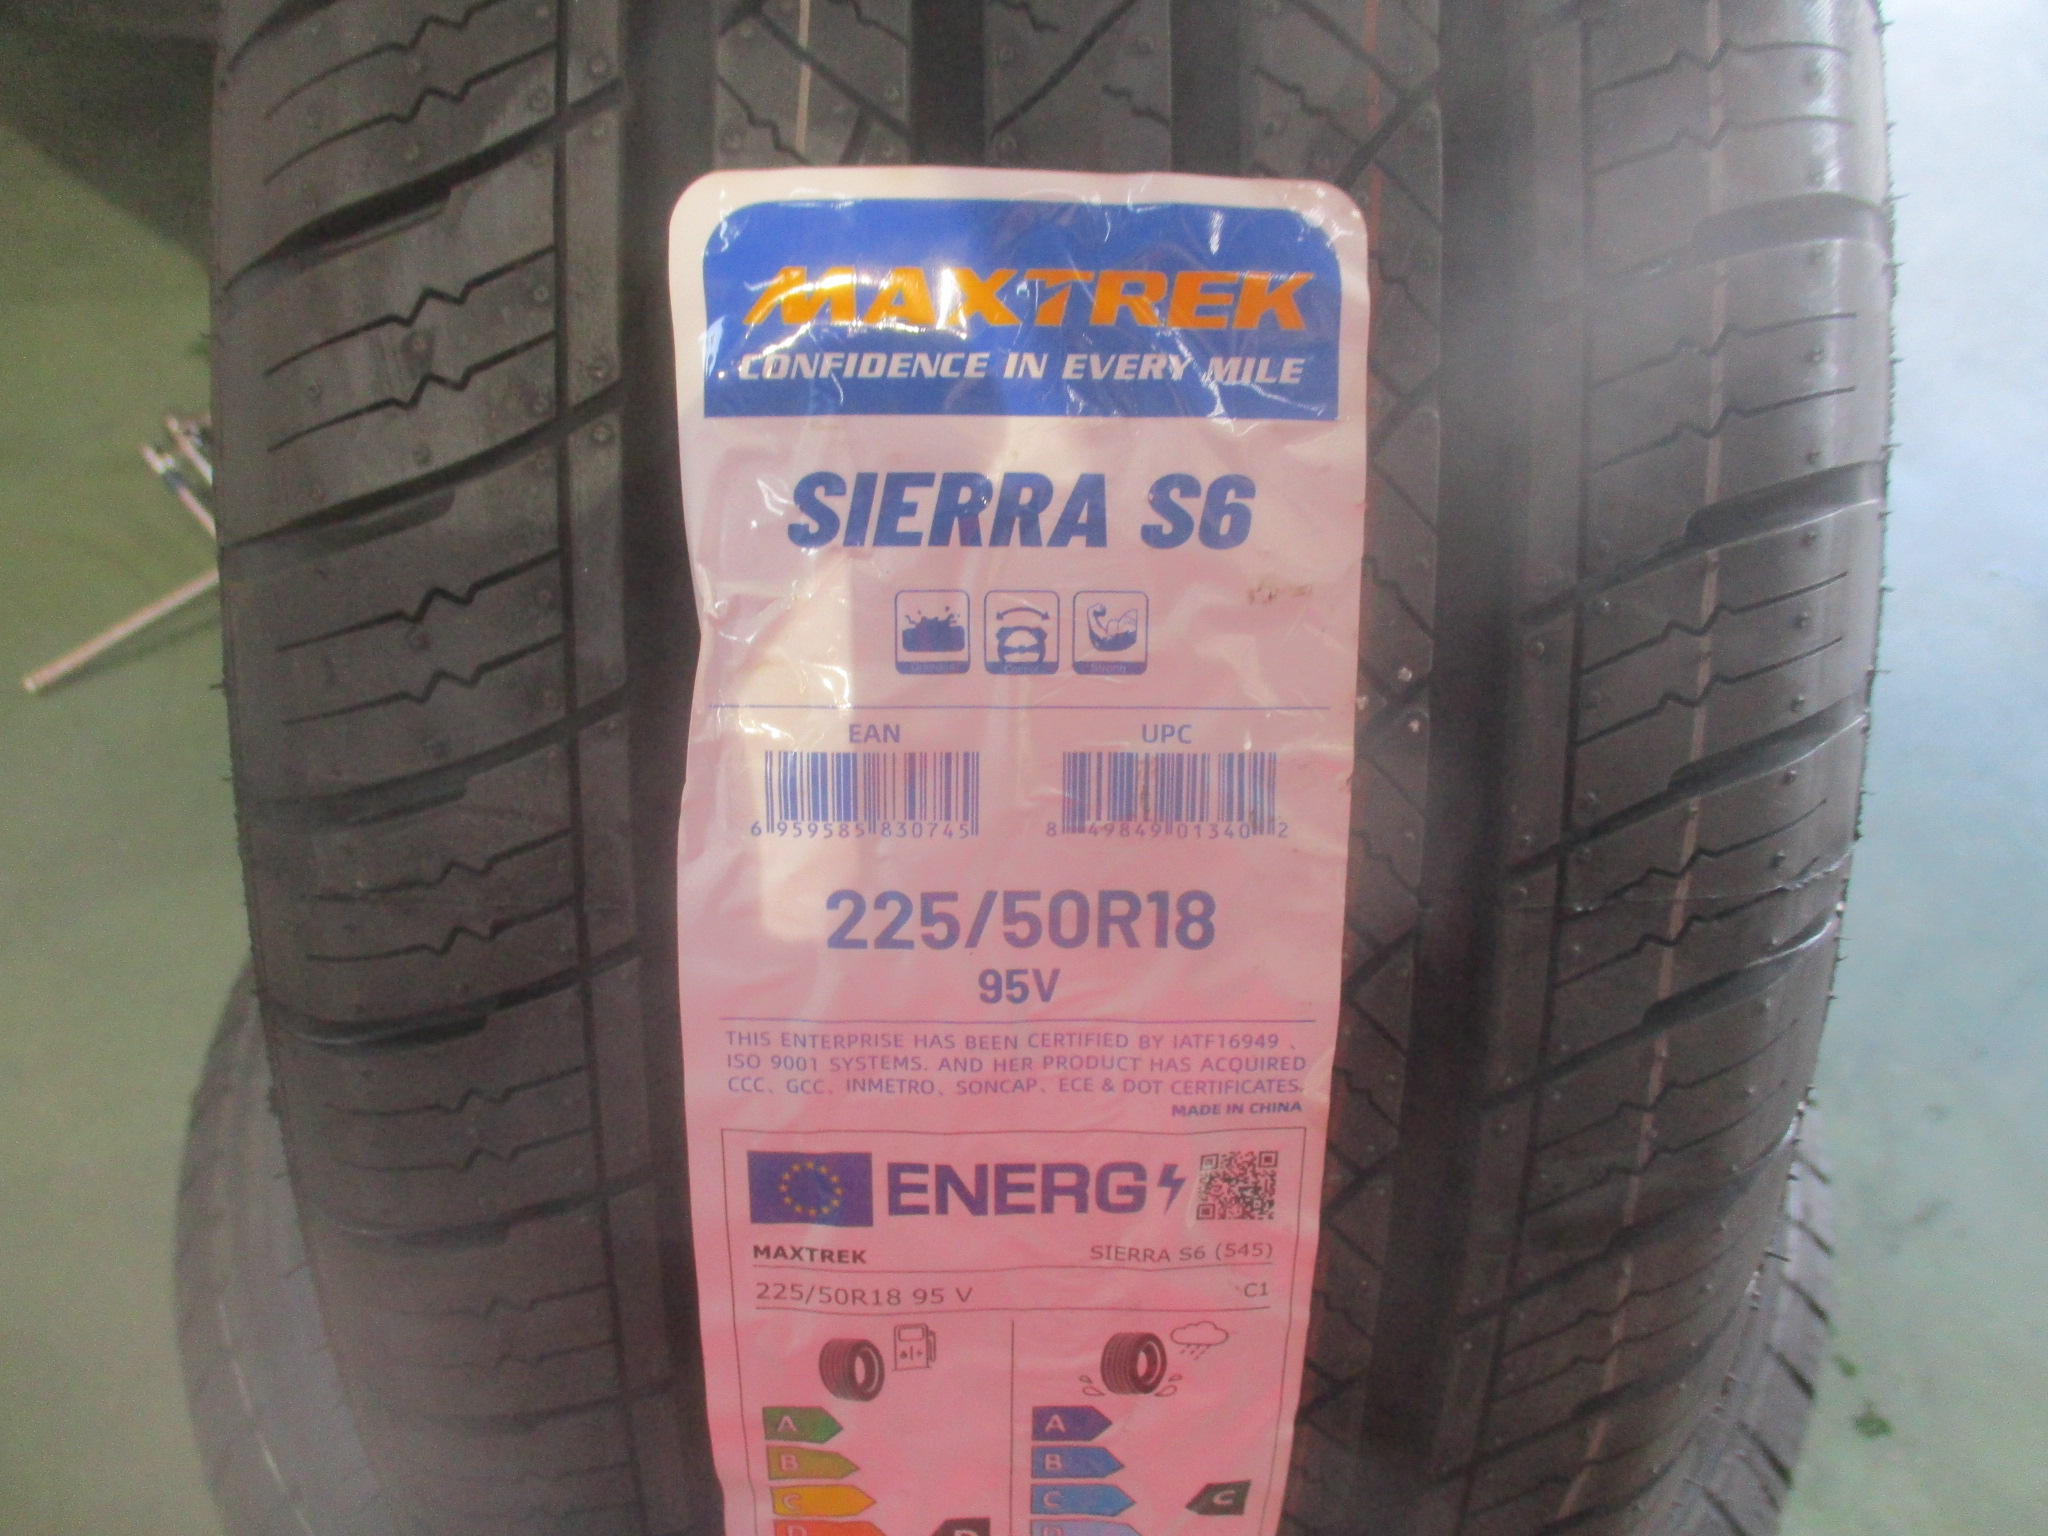 MAXTREK
CONFIDENCE IN EVERY MILE
SIERRA S6
Control Strong
EAN UPC
6 959585 830745 8 49849 01340 2
225/50R18
95V
THIS ENTERPRISE HAS BEEN CERTIFIED BY IATF16949 、
ISO 9001 SYSTEMS. AND HER PRODUCT HAS ACQUIRED
CCC、GCC、INMETRO、SONCAP、ECE & DOT CERTIFICATES.
MADE IN CHINA
ENERG
MAXTREK SIERRA S6 (545)
225/50R18 95 V C1
A A
B B
C C C
D D D